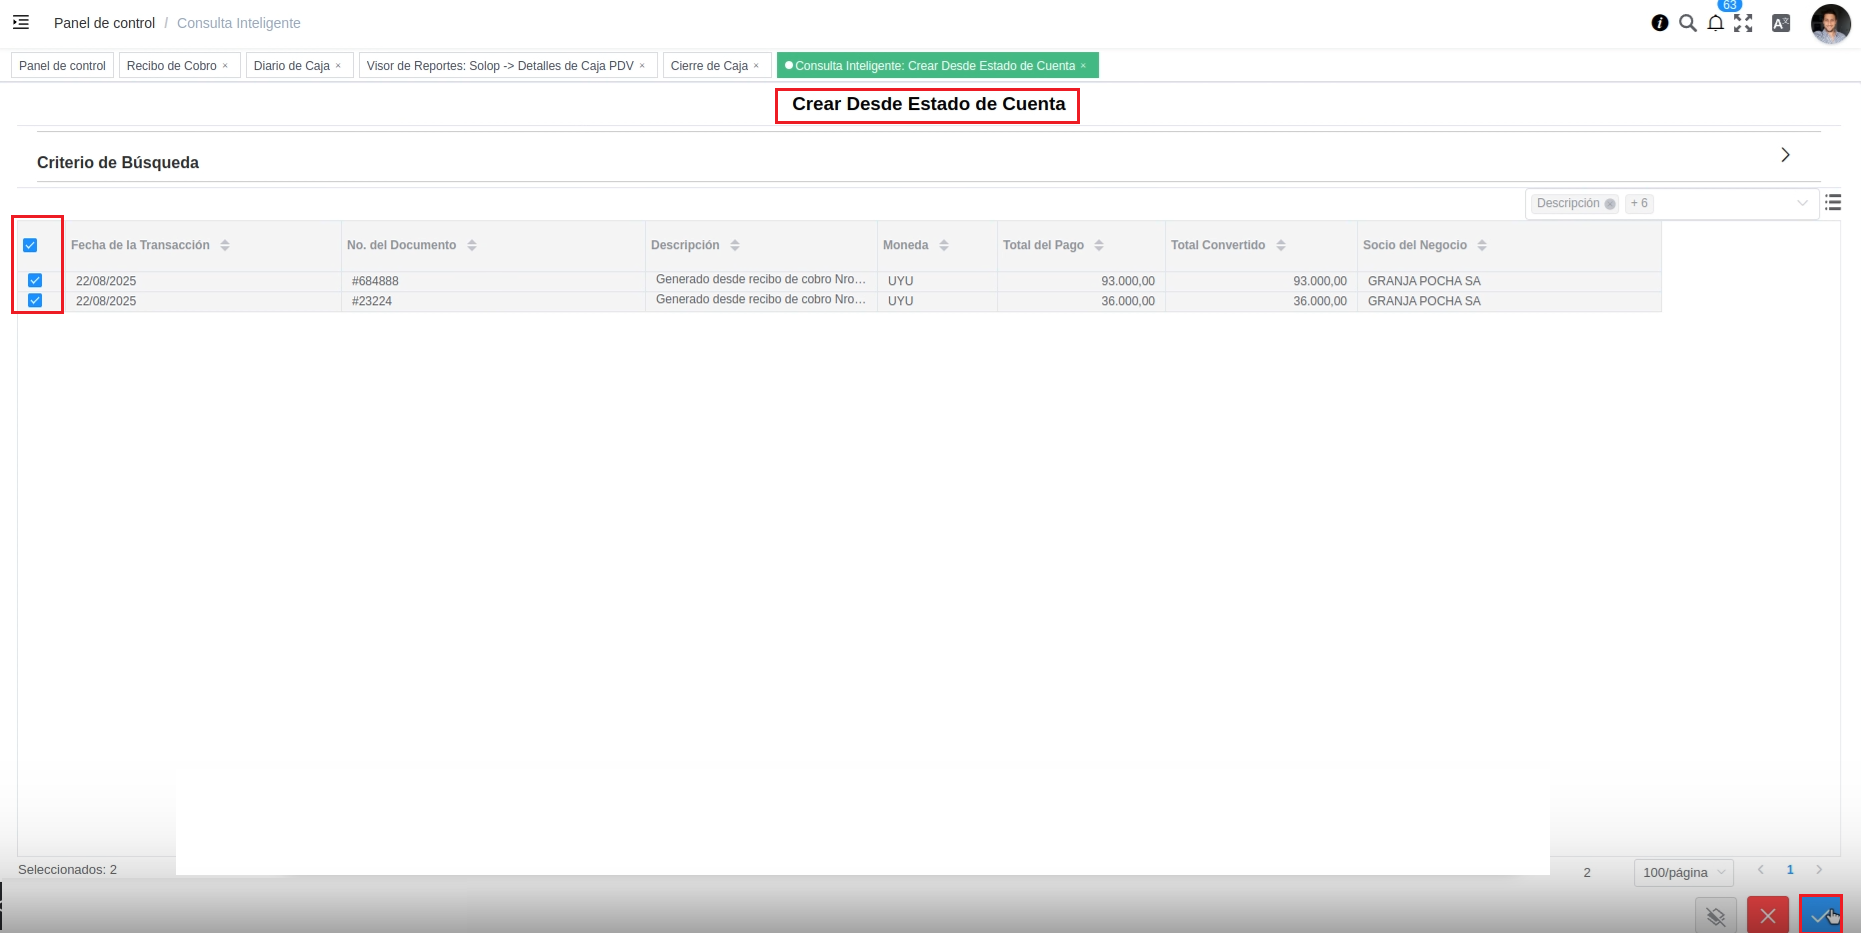 Panel de control / Consulta Inteligente
63
Panel de control
Recibo de Cobro ×
Diario de Caja ×
Visor de Reportes: Solop -> Detalles de Caja PDV ×
Cierre de Caja ×
Consulta Inteligente: Crear Desde Estado de Cuenta ×
Crear Desde Estado de Cuenta
Criterio de Búsqueda
Descripción
+ 6
Fecha de la Transacción No. del Documento Descripción Moneda Total del Pago Total Convertido Socio del Negocio
22/08/2025 #684888 Generado desde recibo de cobro Nro… UYU 93.000,00 93.000,00 GRANJA POCHA SA
22/08/2025 #23224 Generado desde recibo de cobro Nro… UYU 36.000,00 36.000,00 GRANJA POCHA SA
Seleccionados: 2
2
100/página
1